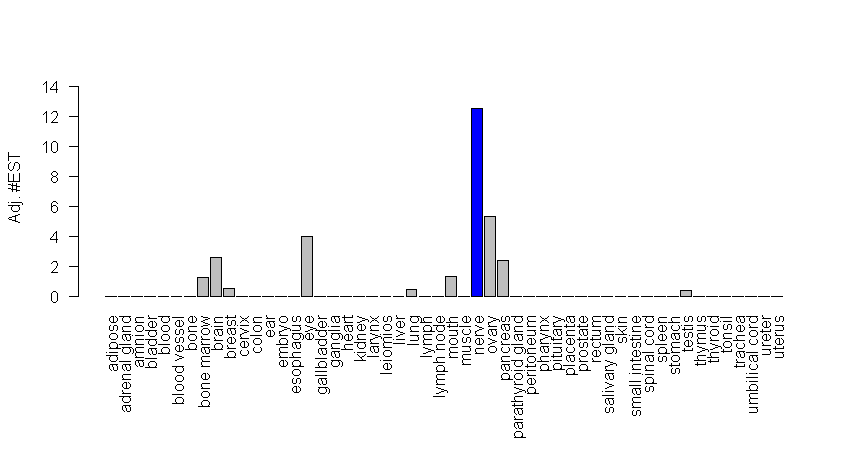 Adj. #EST
14
12
10
8
6
4
2
0
adipose
adrenal gland
amnion
bladder
blood
blood vessel
bone
bone marrow
brain
breast
cervix
colon
ear
embryo
esophagus
eye
gallbladder
ganglia
heart
kidney
larynx
leiomios
liver
lung
lymph
lymph node
mouth
muscle
nerve
ovary
pancreas
parathyroid gland
peritoneum
pharynx
pituitary
placenta
prostate
rectum
salivary gland
skin
small intestine
spinal cord
spleen
stomach
testis
thymus
thyroid
tonsil
trachea
umbilical cord
ureter
uterus